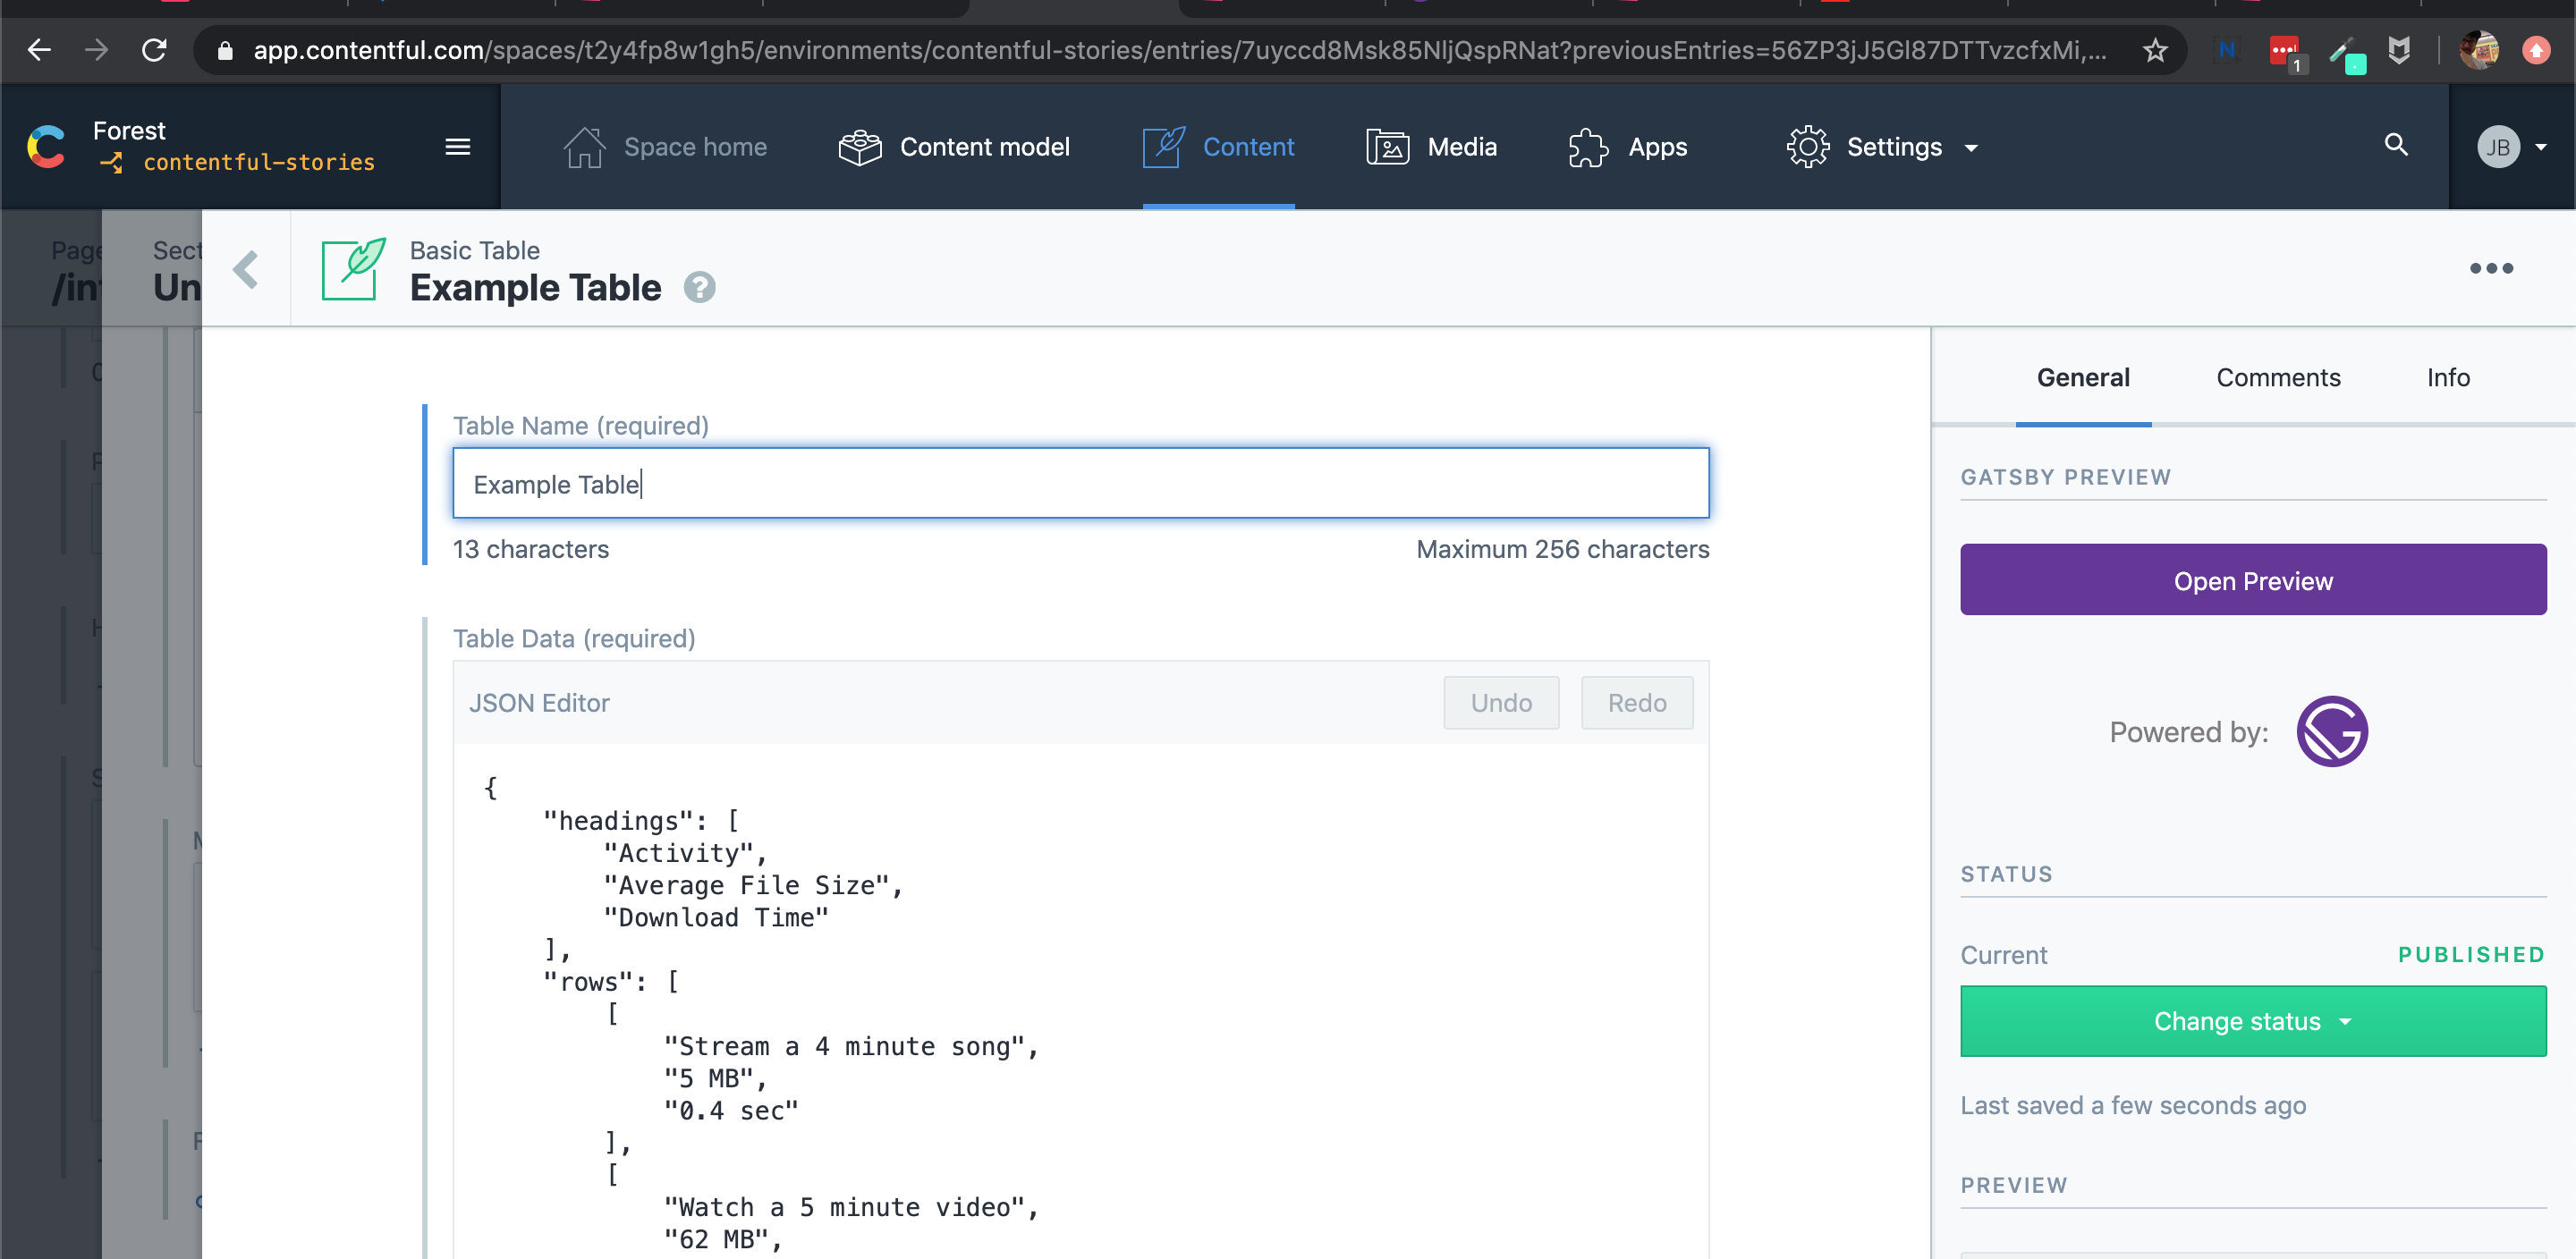 app.contentful.com/spaces/t2y4fp8w1gh5/environments/contentful-stories/entries/7uyccd8Msk85NljQspRNat?previousEntries=56ZP3jJ5Gl87DTTvzcfxMi,...
N
1
Forest
contentful-stories
Space home
Content model
Content
Media
Apps
Settings
JB
Page
/int
Sect
Un
Basic Table
Example Table
?
General
Comments
Info
Table Name (required)
Example Table
13 characters
Maximum 256 characters
GATSBY PREVIEW
Open Preview
Powered by:
Table Data (required)
JSON Editor
Undo
Redo
{
"headings": [
"Activity",
"Average File Size",
"Download Time"
],
"rows": [
[
"Stream a 4 minute song",
"5 MB",
"0.4 sec"
],
[
"Watch a 5 minute video",
"62 MB",
STATUS
Current
PUBLISHED
Change status
Last saved a few seconds ago
PREVIEW